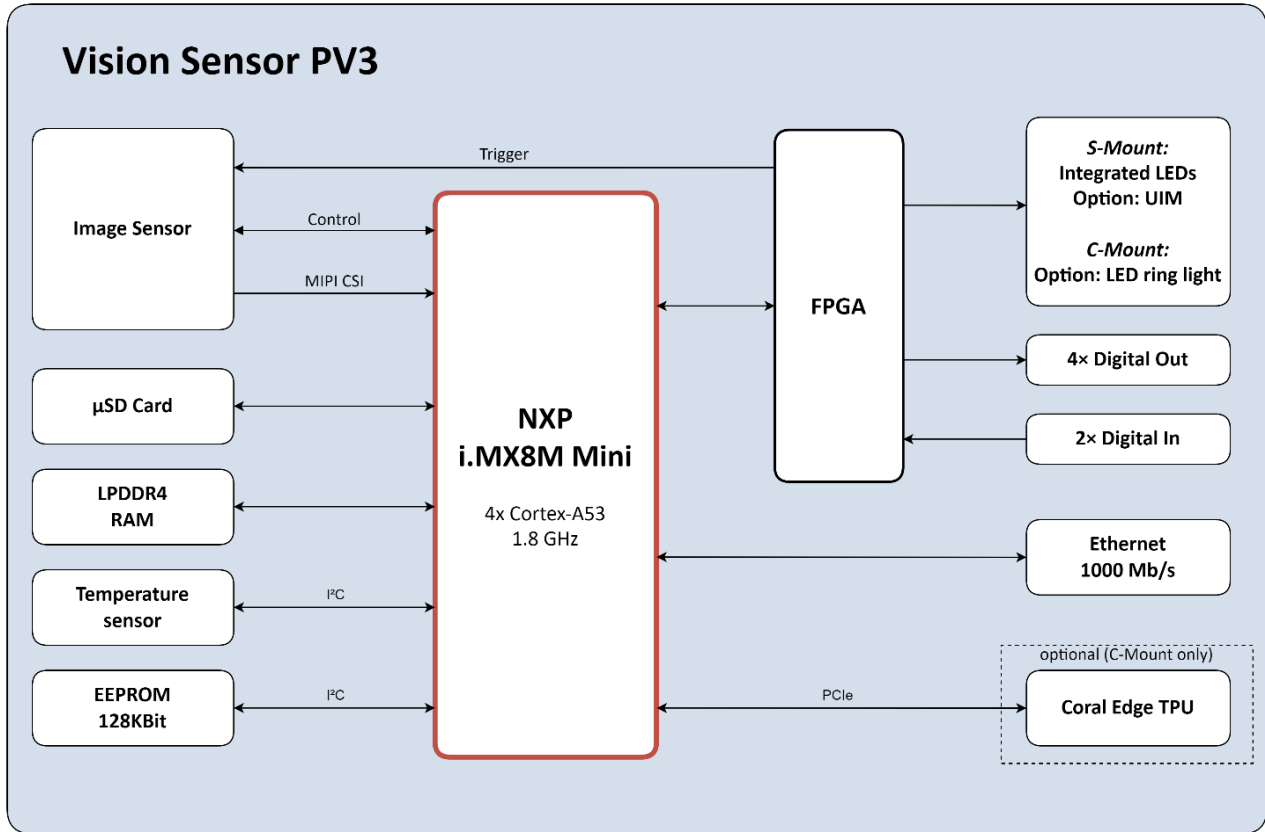 Vision Sensor PV3
Image Sensor
Trigger
Control
MIPI CSI
µSD Card
LPDDR4
RAM
Temperature
sensor
I²C
EEPROM
128KBit
I²C
NXP
i.MX8M Mini
4x Cortex-A53
1.8 GHz
FPGA
S-Mount:
Integrated LEDs
Option: UIM
C-Mount:
Option: LED ring light
4× Digital Out
2× Digital In
Ethernet
1000 Mb/s
optional (C-Mount only)
PCIe
Coral Edge TPU